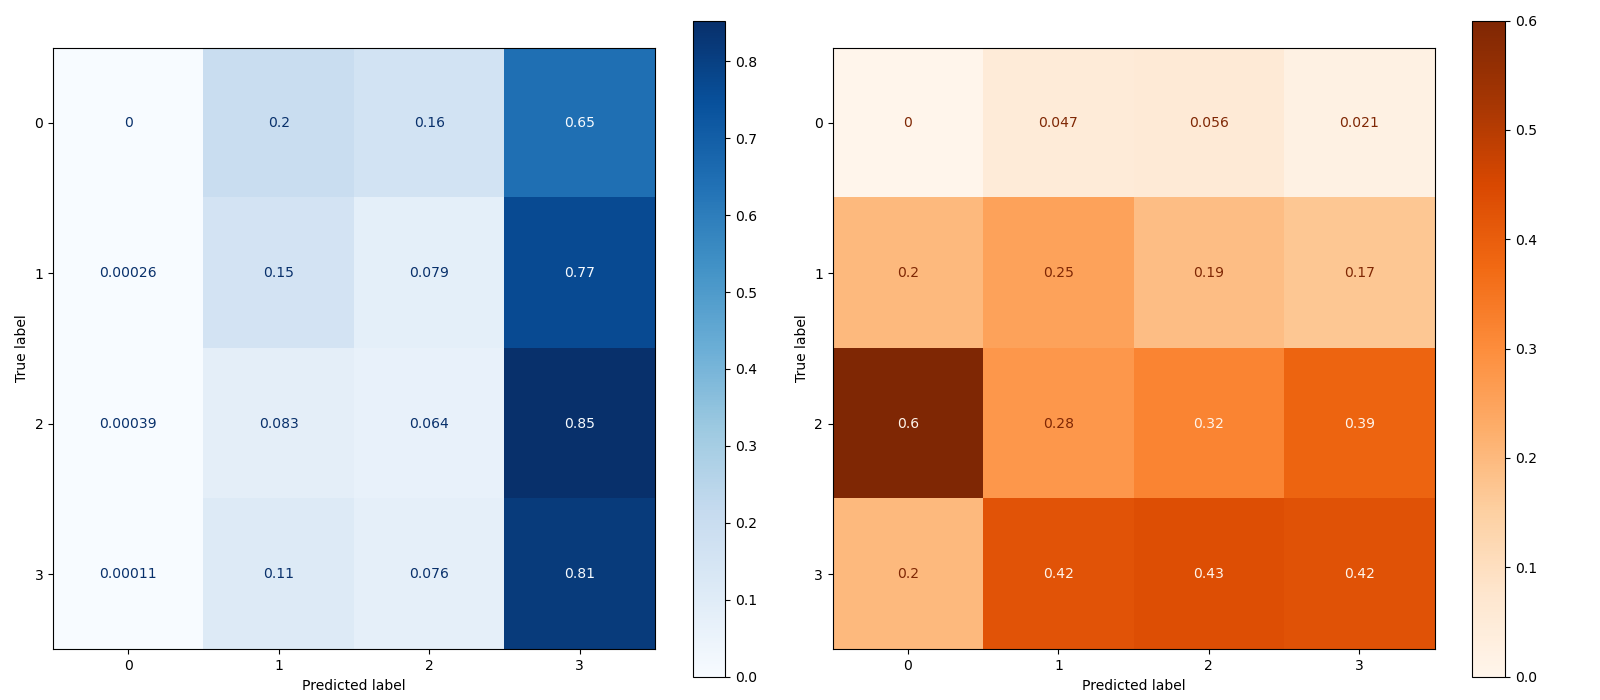 0 0 0.2 0.16 0.65
1 0.00026 0.15 0.079 0.77
2 0.00039 0.083 0.064 0.85
3 0.00011 0.11 0.076 0.81
0 1 2 3
True label
Predicted label
0.8
0.7
0.6
0.5
0.4
0.3
0.2
0.1
0.0
0 0 0.047 0.056 0.021
1 0.2 0.25 0.19 0.17
2 0.6 0.28 0.32 0.39
3 0.2 0.42 0.43 0.42
0 1 2 3
True label
Predicted label
0.6
0.5
0.4
0.3
0.2
0.1
0.0